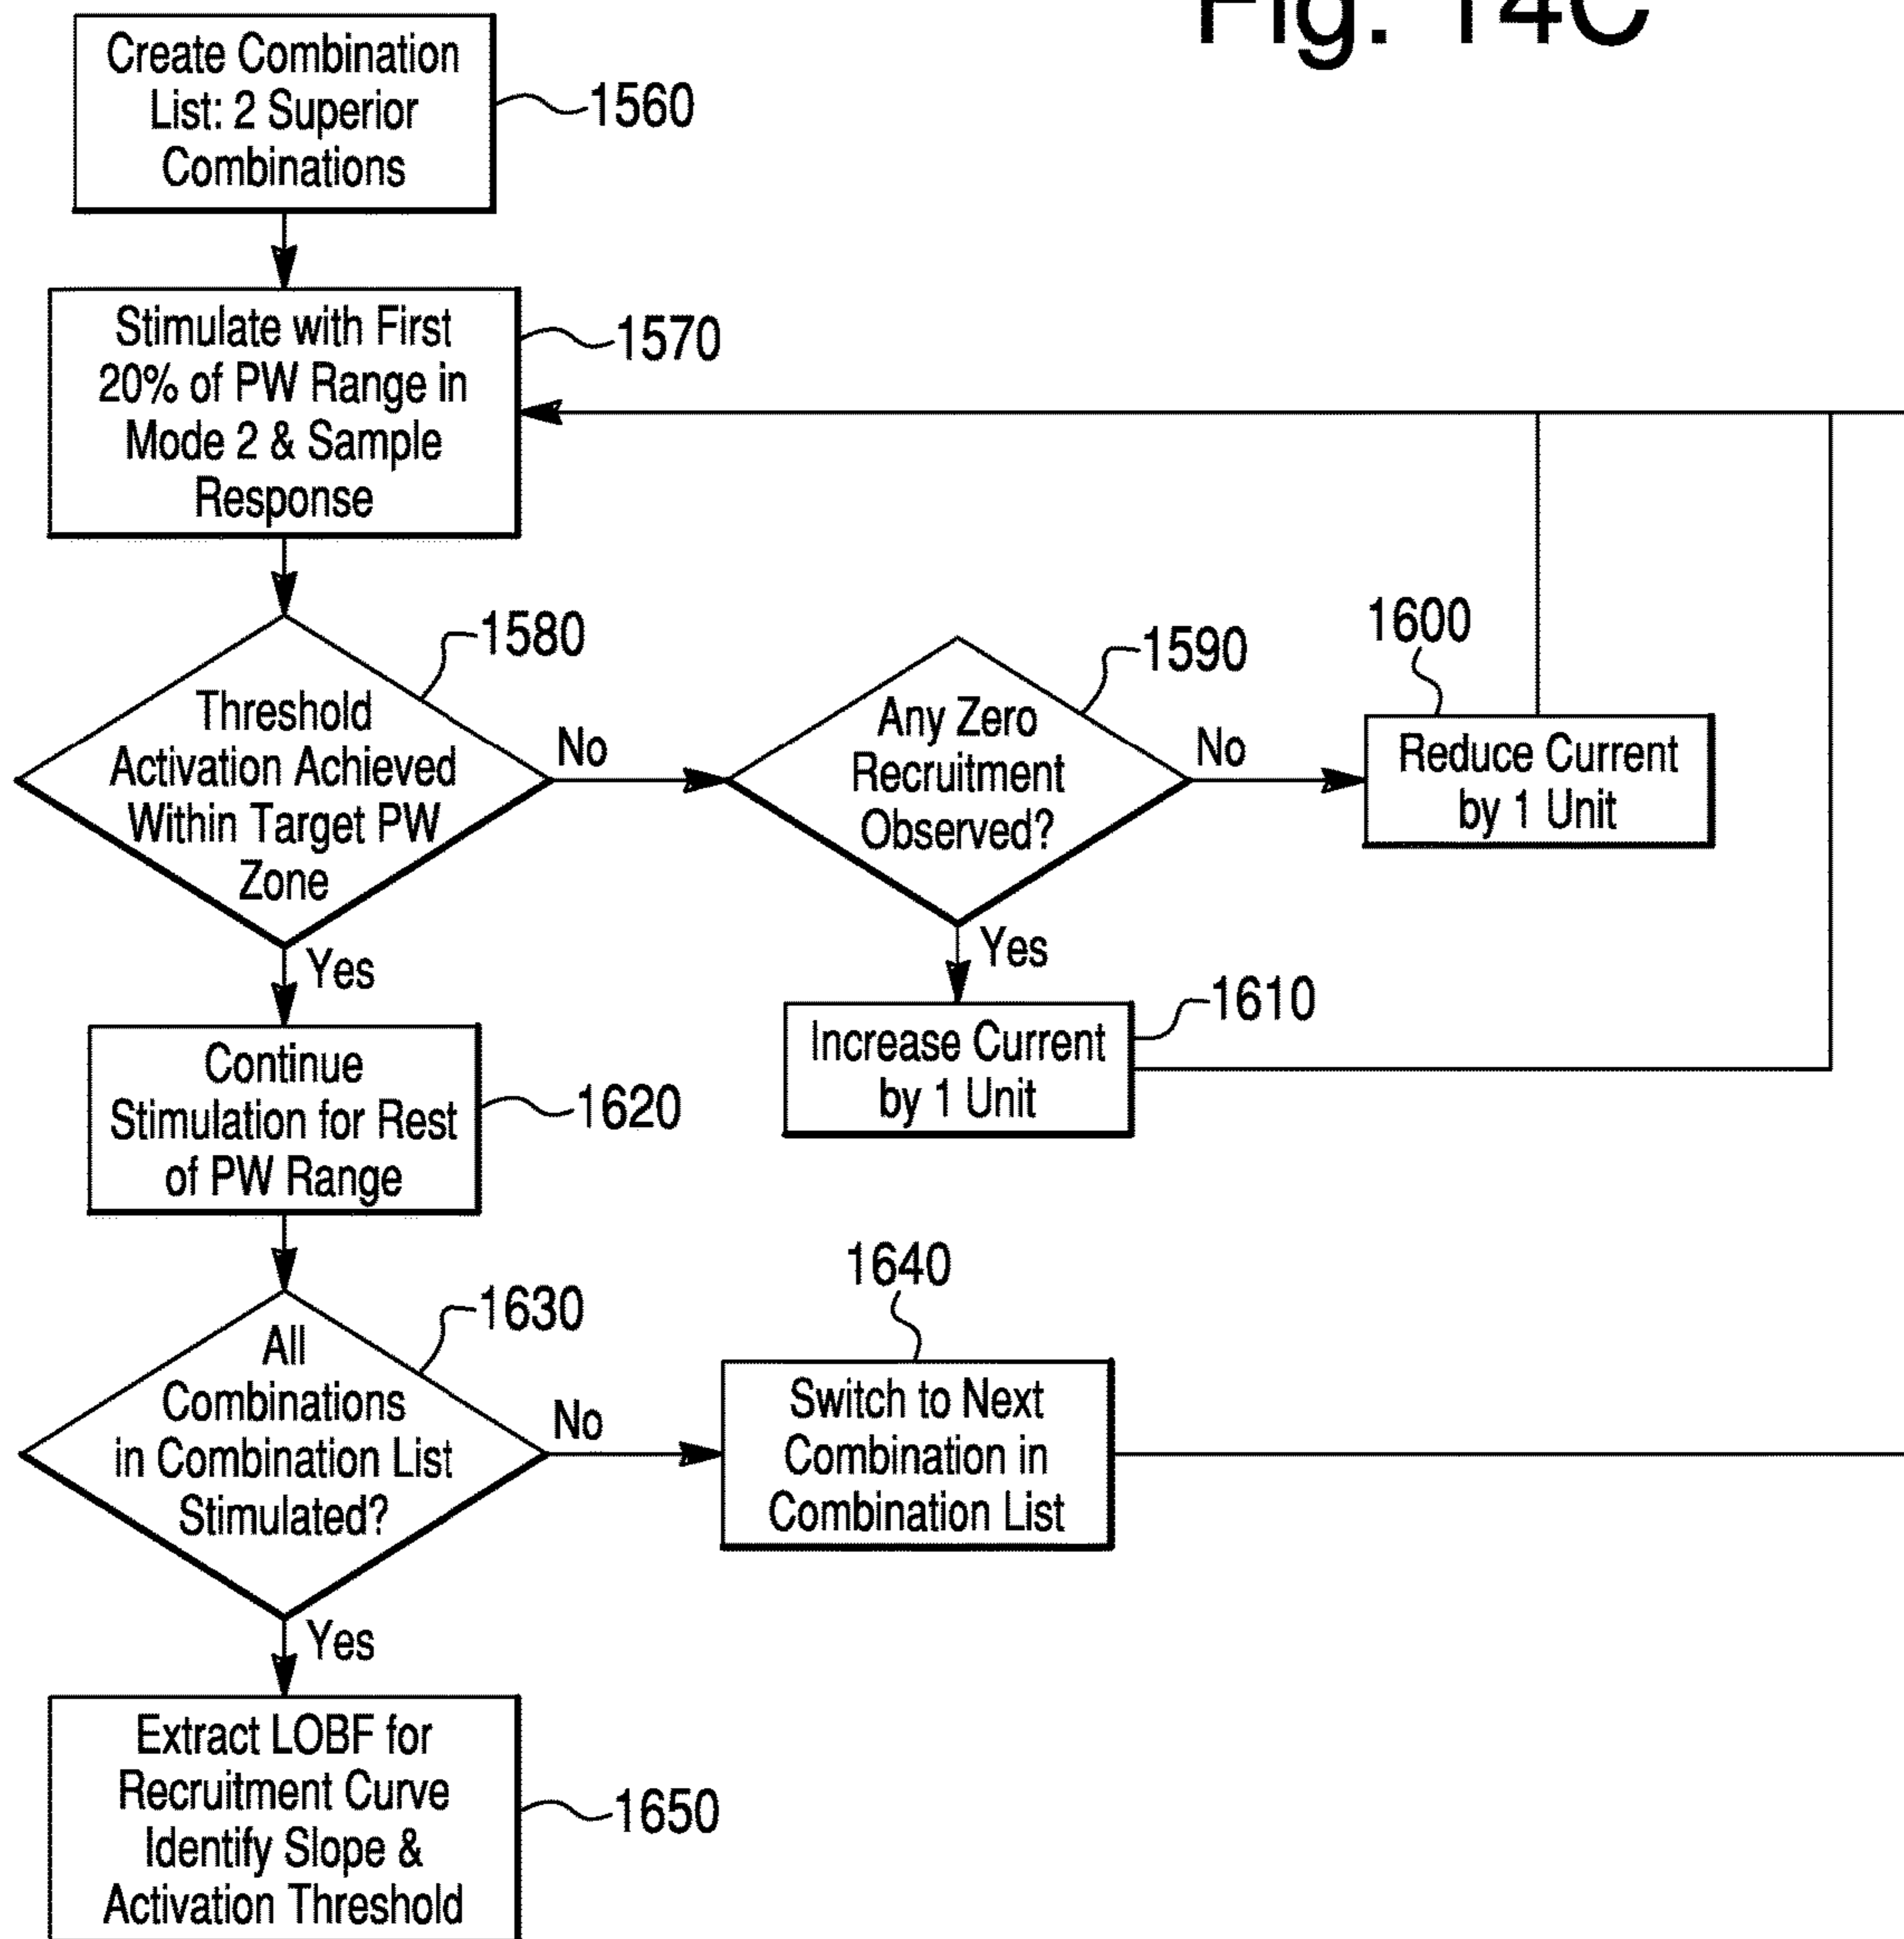 Fig. 14C
Create Combination
List: 2 Superior
Combinations
1560
Stimulate with First
20% of PW Range in
Mode 2 & Sample
Response
1570
Threshold
Activation Achieved
Within Target PW
Zone
1580
No
Any Zero
Recruitment
Observed?
1590
No
1600
Reduce Current
by 1 Unit
Yes
Increase Current
by 1 Unit
1610
Yes
Continue
Stimulation for Rest
of PW Range
1620
All
Combinations
in Combination List
Stimulated?
1630
No
1640
Switch to Next
Combination in
Combination List
Yes
Extract LOBF for
Recruitment Curve
Identify Slope &
Activation Threshold
1650